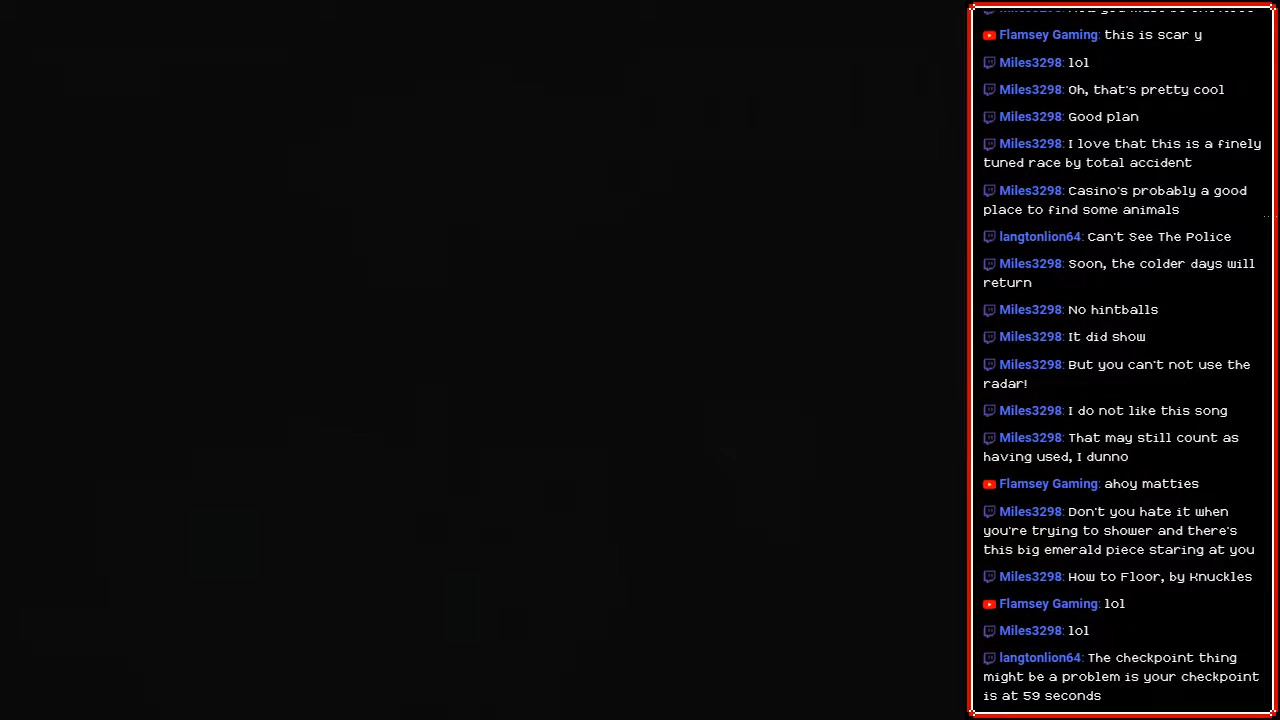 Flamsey Gaming: this is scar y
Miles3298: lol
Miles3298: Oh, that's pretty cool
Miles3298: Good plan
Miles3298: I love that this is a finely
tuned race by total accident
Miles3298: Casino's probably a good
place to find some animals
langtonlion64: Can't See The Police
Miles3298: Soon, the colder days will
return
Miles3298: No hintballs
Miles3298: It did show
Miles3298: But you can't not use the
radar!
Miles3298: I do not like this song
Miles3298: That may still count as
having used, I dunno
Flamsey Gaming: ahoy matties
Miles3298: Don't you hate it when
you're trying to shower and there's
this big emerald piece staring at you
Miles3298: How to Floor, by Knuckles
Flamsey Gaming: lol
Miles3298: lol
langtonlion64: The checkpoint thing
might be a problem is your checkpoint
is at 59 seconds